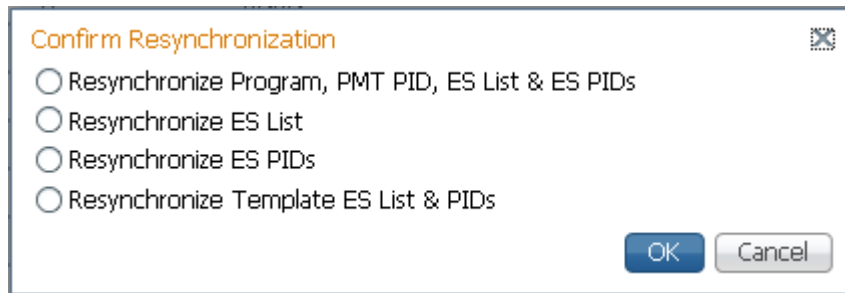 Confirm Resynchronization
Resynchronize Program, PMT PID, ES List & ES PIDs
Resynchronize ES List
Resynchronize ES PIDs
Resynchronize Template ES List & PIDs
OK Cancel